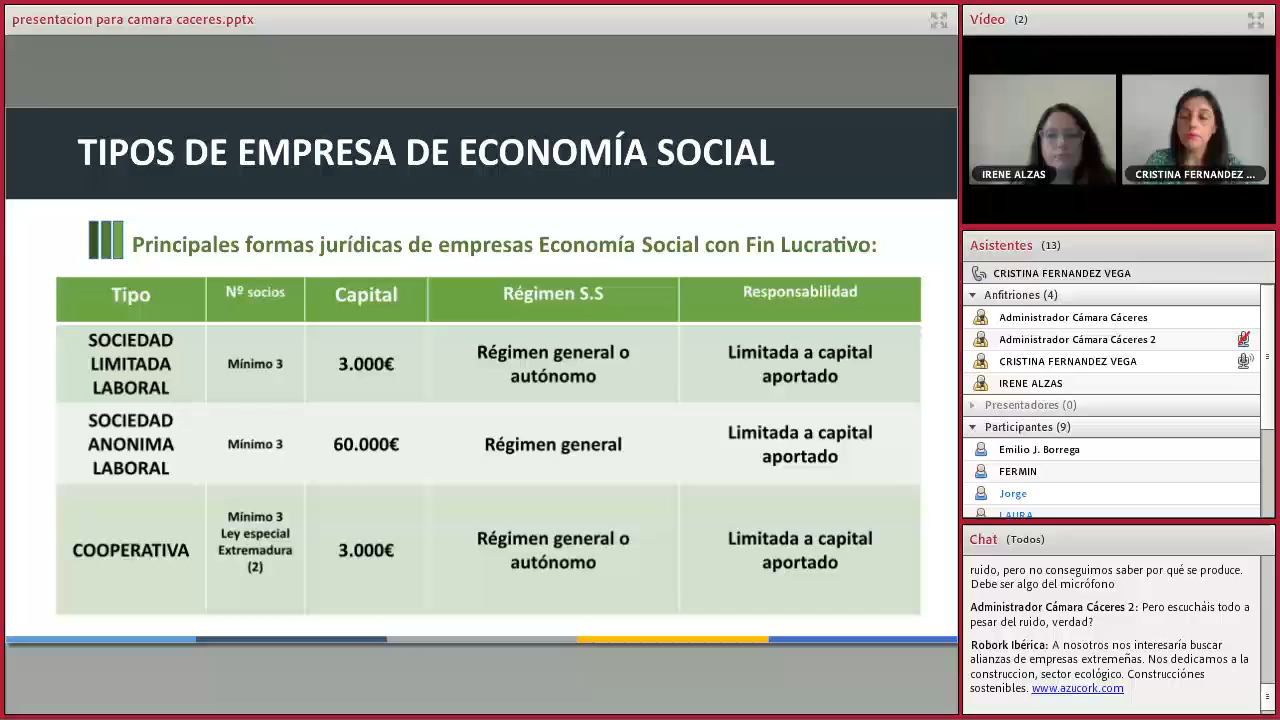 presentacion para camara caceres.pptx
TIPOS DE EMPRESA DE ECONOMÍA SOCIAL
Principales formas jurídicas de empresas Economía Social con Fin Lucrativo:
Tipo
Nº socios
Capital
Régimen S.S
Responsabilidad
SOCIEDAD
LIMITADA
LABORAL
Mínimo 3
3.000€
Régimen general o
autónomo
Limitada a capital
aportado
SOCIEDAD
ANONIMA
LABORAL
Mínimo 3
60.000€
Régimen general
Limitada a capital
aportado
COOPERATIVA
Mínimo 3
Ley especial
Extremadura
(2)
3.000€
Régimen general o
autónomo
Limitada a capital
aportado
Vídeo (2)
IRENE ALZAS
CRISTINA FERNANDEZ ...
Asistentes (13)
CRISTINA FERNANDEZ VEGA
Anfitriones (4)
Administrador Cámara Cáceres
Administrador Cámara Cáceres 2
CRISTINA FERNANDEZ VEGA
IRENE ALZAS
Presentadores (0)
Participantes (9)
Emilio J. Borrega
FERMIN
Jorge
LAURA
Chat (Todos)
ruido, pero no conseguimos saber por qué se produce.
Debe ser algo del micrófono
Administrador Cámara Cáceres 2: Pero escucháis todo a
pesar del ruido, verdad?
Robork Ibérica: A nosotros nos interesaría buscar
alianzas de empresas extremeñas. Nos dedicamos a la
construccion, sector ecológico. Construcciónes
sostenibles. www.azucork.com